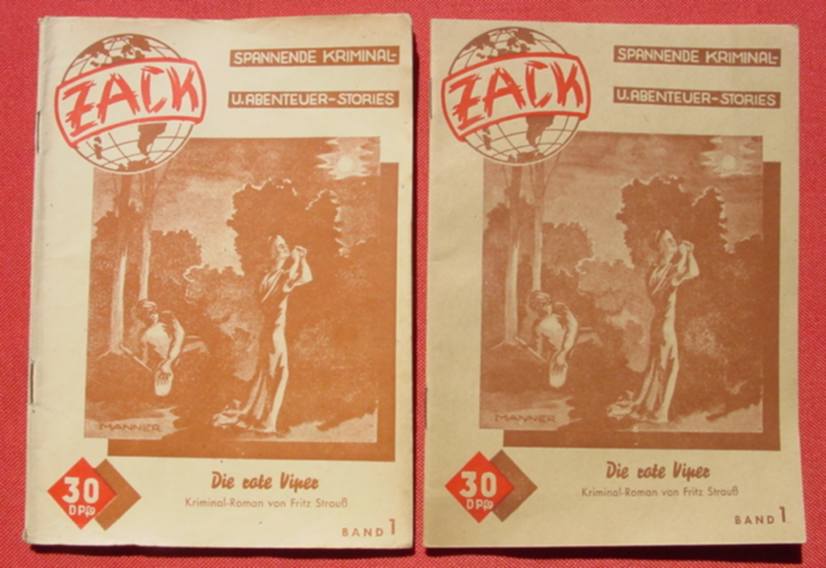 ZACK
SPANNENDE KRIMINAL-
U. ABENTEUER-STORIES
MANNER
30
DPfg
Die rote Viper
Kriminal-Roman von Fritz Strauß
BAND 1
ZACK
SPANNENDE KRIMINAL-
U. ABENTEUER-STORIES
MANNER
30
DPfg
Die rote Viper
Kriminal-Roman von Fritz Strauß
BAND 1